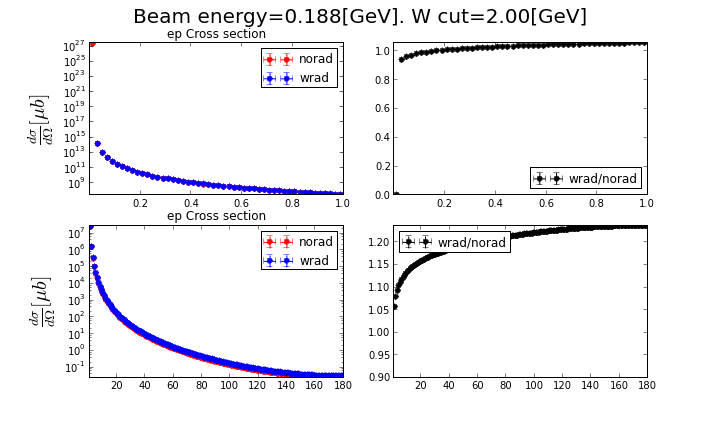 Beam energy=0.188[GeV]. W cut=2.00[GeV]
ep Cross section
10^27
10^25
10^23
10^21
10^19
10^17
10^15
10^13
10^11
10^9
dσ/dΩ [μb]
norad
wrad
0.2 0.4 0.6 0.8 1.0
1.0
0.8
0.6
0.4
0.2
0.0
wrad/norad
0.2 0.4 0.6 0.8 1.0
ep Cross section
10^7
10^6
10^5
10^4
10^3
10^2
10^1
10^0
10^-1
dσ/dΩ [μb]
norad
wrad
20 40 60 80 100 120 140 160 180
1.20
1.15
1.10
1.05
1.00
0.95
0.90
wrad/norad
20 40 60 80 100 120 140 160 180